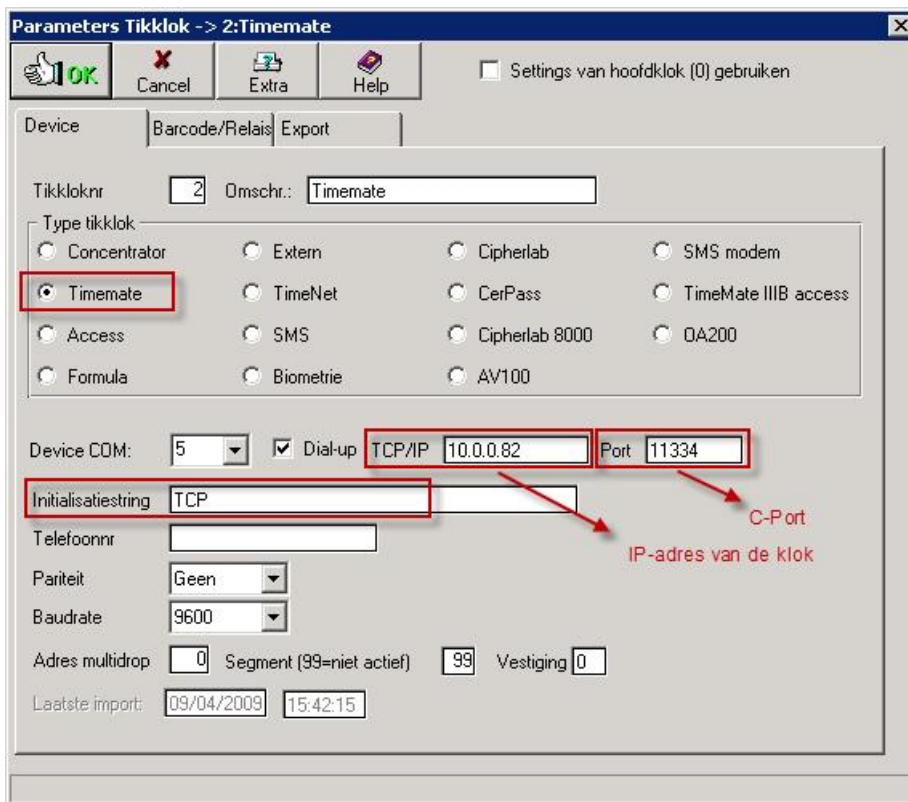 Parameters Tikklok -> 2:Timemate
OK Cancel Extra Help Settings van hoofdklok (0) gebruiken
Device Barcode/Relais Export
Tikkloknr 2 Omschr.: Timemate
Type tikklok
Concentrator Extern Cipherlab SMS modem
Timemate TimeNet CerPass TimeMate IIIB access
Access SMS Cipherlab 8000 OA200
Formula Biometrie AV100
Device COM: 5 Dial-up TCP/IP 10.0.0.82 Port 11334
Initialisatiestring TCP
C-Port
Telefoonnr
IP-adres van de klok
Pariteit Geen
Baudrate 9600
Adres multidrop 0 Segment (99=niet actief) 99 Vestiging 0
Laatste import: 09/04/2009 15:42:15